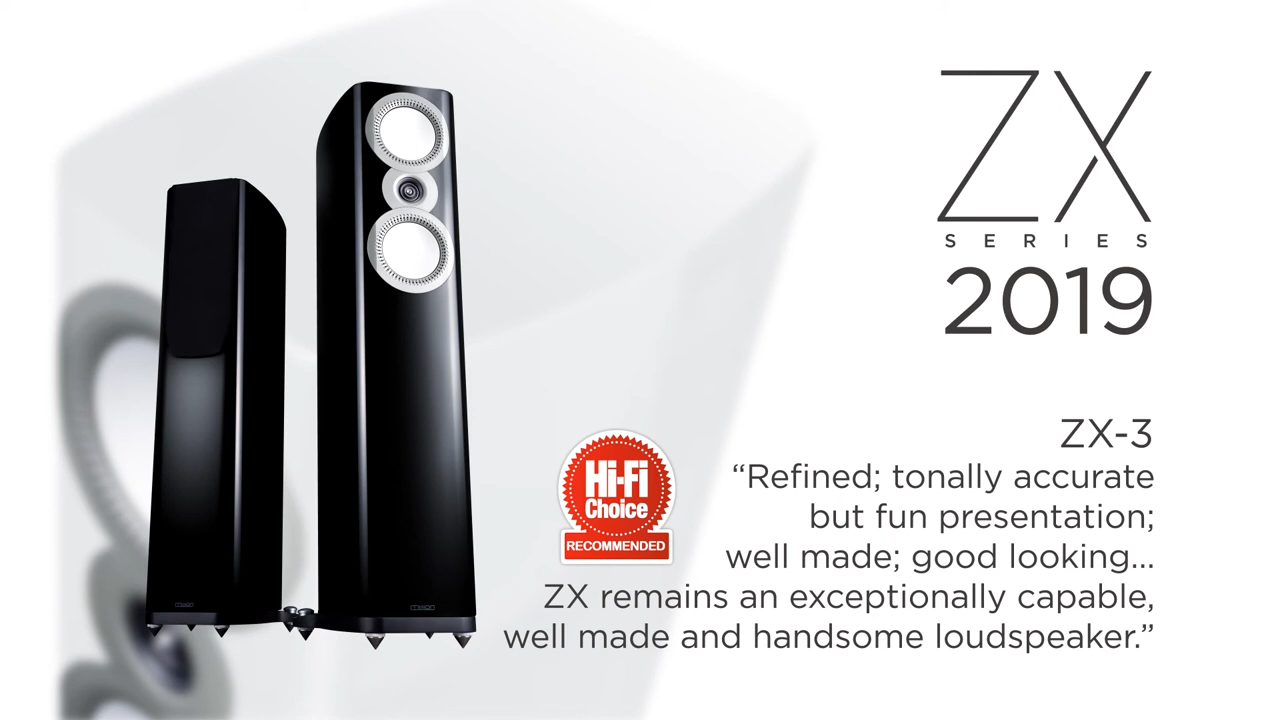 ZX
SERIES
2019
Hi-Fi
Choice
RECOMMENDED
ZX-3
“Refined; tonally accurate
but fun presentation;
well made; good looking...
ZX remains an exceptionally capable,
well made and handsome loudspeaker.”